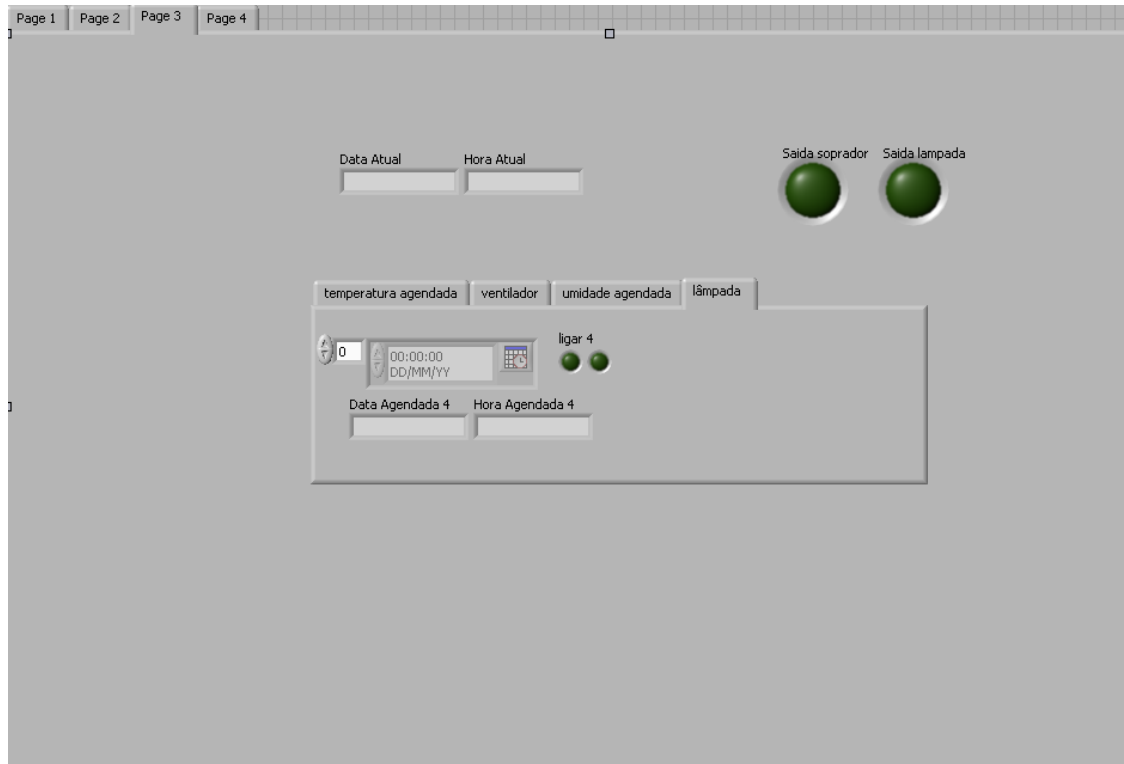 Page 1 Page 2 Page 3 Page 4
Data Atual Hora Atual Saida soprador Saida lampada
temperatura agendada ventilador umidade agendada lâmpada
ligar 4
0
00:00:00
DD/MM/YY
Data Agendada 4 Hora Agendada 4